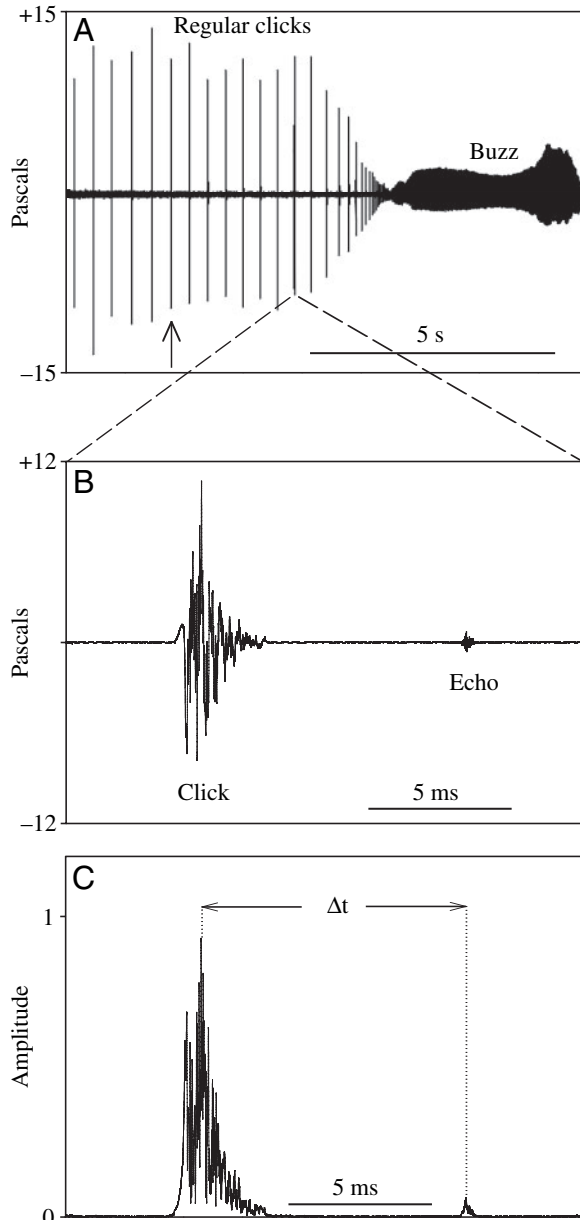 +15
A
Regular clicks
Buzz
Pascals
5 s
−15
+12
B
Pascals
Echo
Click
5 ms
−12
C
Δt
1
Amplitude
5 ms
0